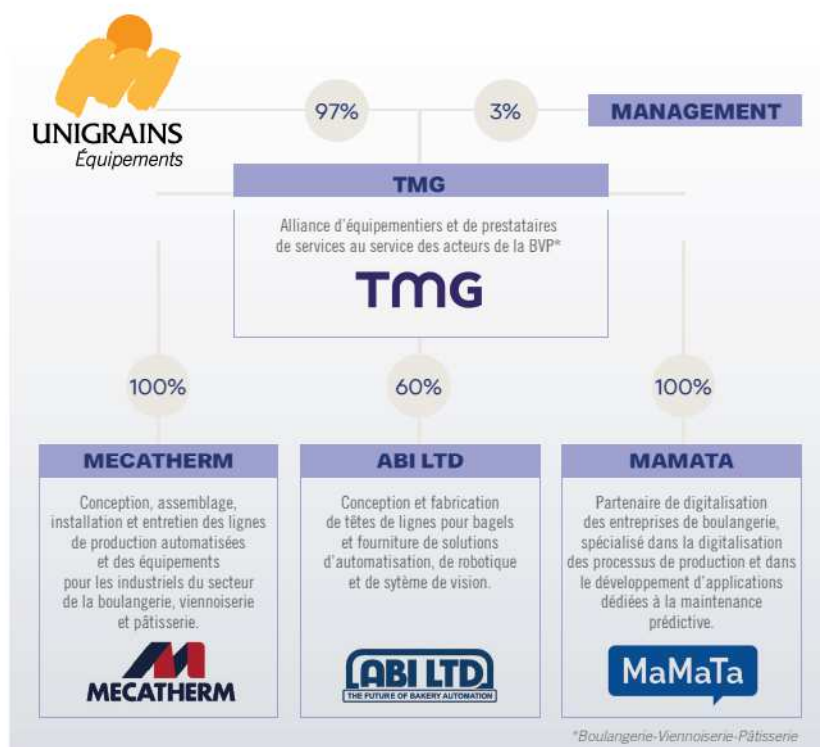 UNIGRAINS
Équipements
97%
3%
MANAGEMENT
TMG
Alliance d'équipementiers et de prestataires
de services au service des acteurs de la BVP*
TMG
100%
60%
100%
MECATHERM
Conception, assemblage,
installation et entretien des lignes
de production automatisées
et des équipements
pour les industriels du secteur
de la boulangerie, viennoiserie
et pâtisserie.
MECATHERM
ABI LTD
Conception et fabrication
de têtes de lignes pour bagels
et fourniture de solutions
d'automatisation, de robotique
et de sytème de vision.
ABI LTD
THE FUTURE OF BAKERY AUTOMATION
MAMATA
Partenaire de digitalisation
des entreprises de boulangerie,
spécialisé dans la digitalisation
des processus de production et dans
le développement d'applications
dédiées à la maintenance
prédictive.
MaMaTa
*Boulangerie-Viennoiserie-Pâtisserie